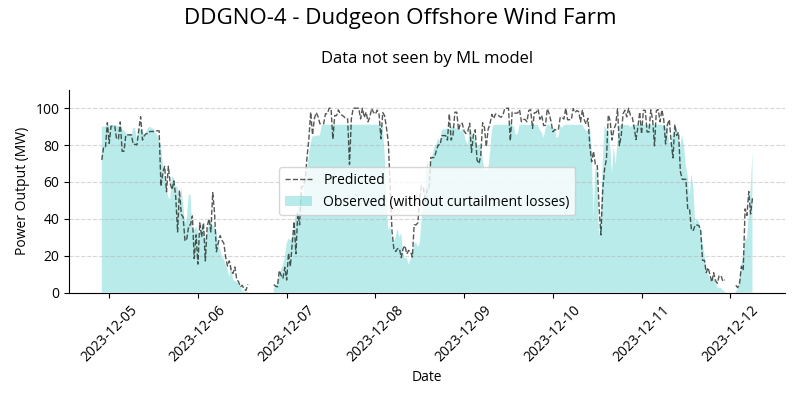 DDGNO-4 - Dudgeon Offshore Wind Farm
Data not seen by ML model
Power Output (MW)
100
80
60
40
20
0
Predicted
Observed (without curtailment losses)
2023-12-05
2023-12-06
2023-12-07
2023-12-08
2023-12-09
2023-12-10
2023-12-11
2023-12-12
Date